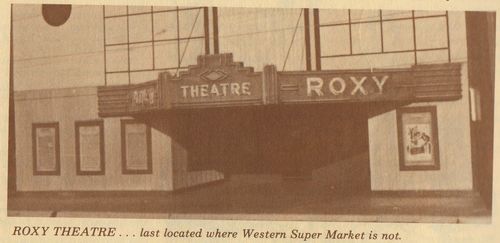 THEATRE
ROXY
ROXY THEATRE . . . last located where Western Super Market is not.